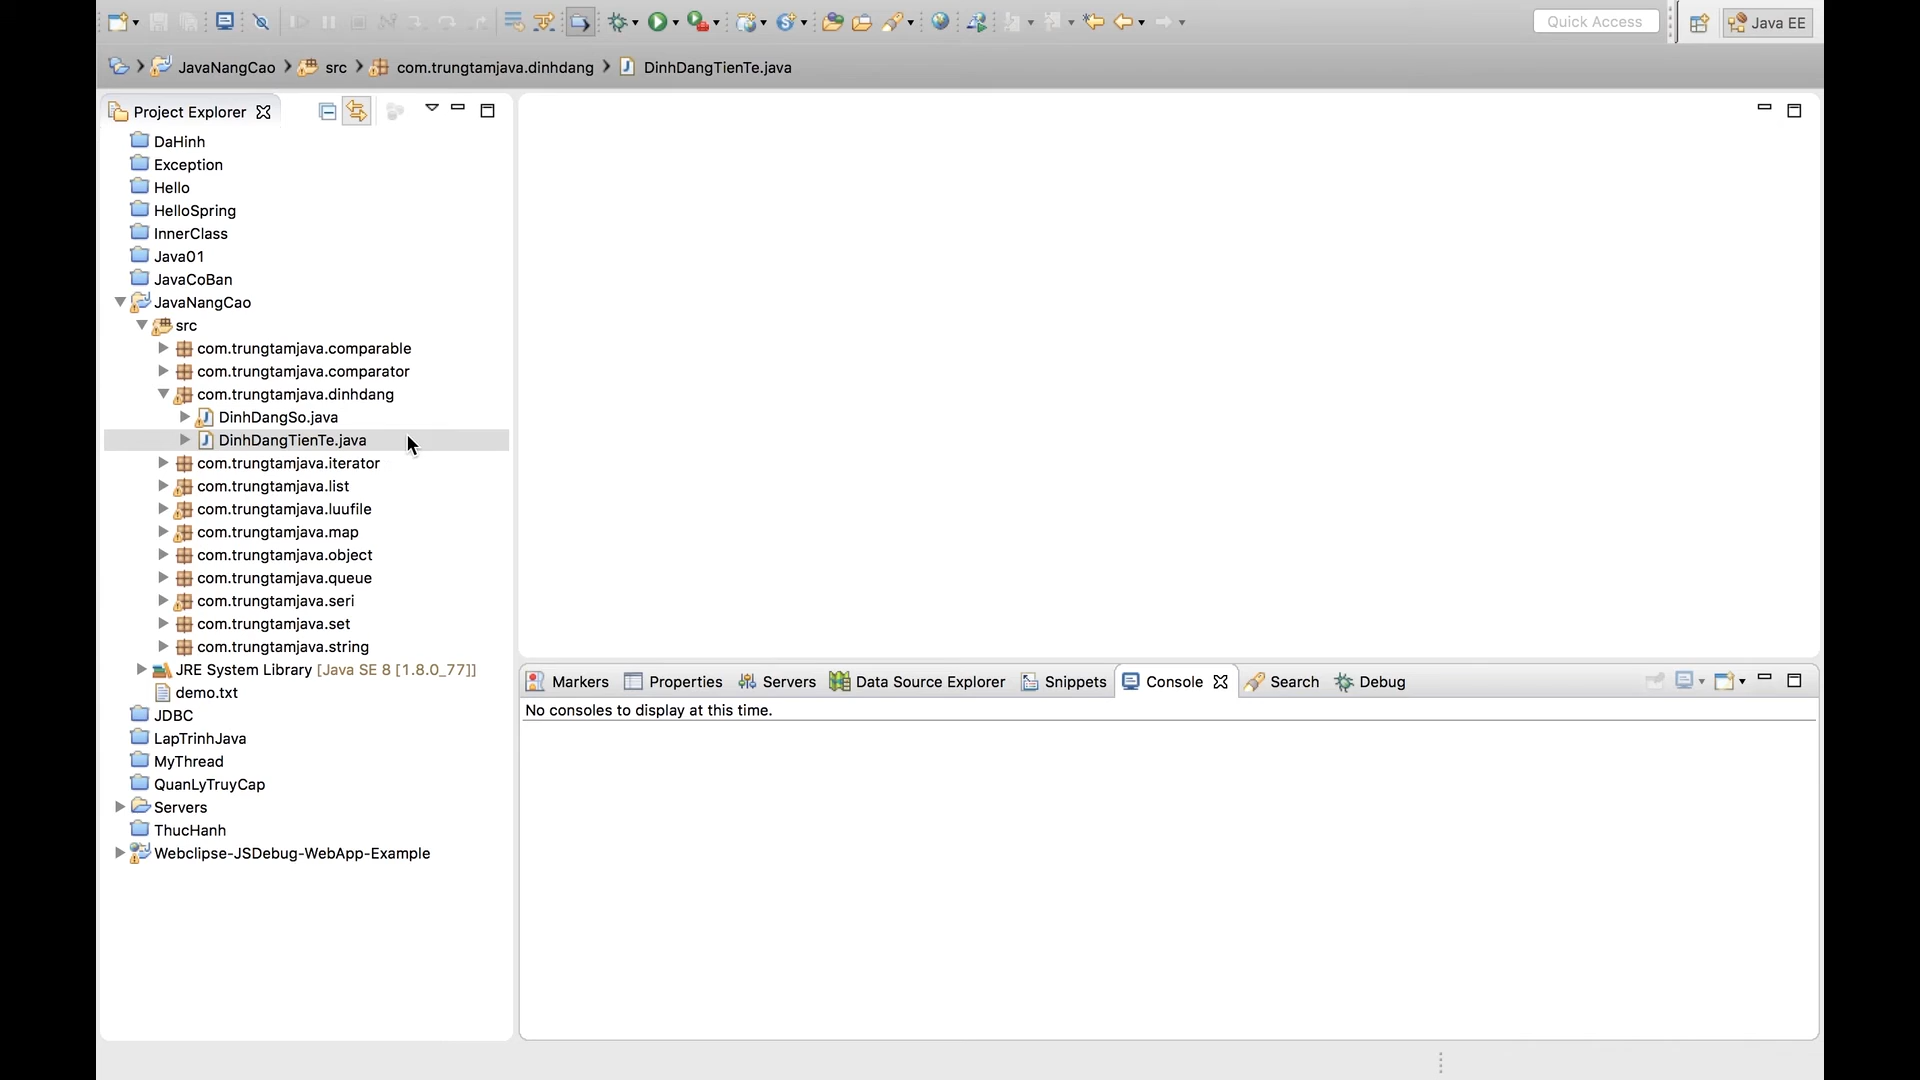 Quick Access
Java EE
JavaNangCao
src
com.trungtamjava.dinhdang
DinhDangTienTe.java
Project Explorer
DaHinh
Exception
Hello
HelloSpring
InnerClass
Java01
JavaCoBan
JavaNangCao
src
com.trungtamjava.comparable
com.trungtamjava.comparator
com.trungtamjava.dinhdang
DinhDangSo.java
DinhDangTienTe.java
com.trungtamjava.iterator
com.trungtamjava.list
com.trungtamjava.luufile
com.trungtamjava.map
com.trungtamjava.object
com.trungtamjava.queue
com.trungtamjava.seri
com.trungtamjava.set
com.trungtamjava.string
JRE System Library [Java SE 8 [1.8.0_77]]
demo.txt
JDBC
LapTrinhJava
MyThread
QuanLyTruyCap
Servers
ThucHanh
Webclipse-JSDebug-WebApp-Example
Markers
Properties
Servers
Data Source Explorer
Snippets
Console
Search
Debug
No consoles to display at this time.